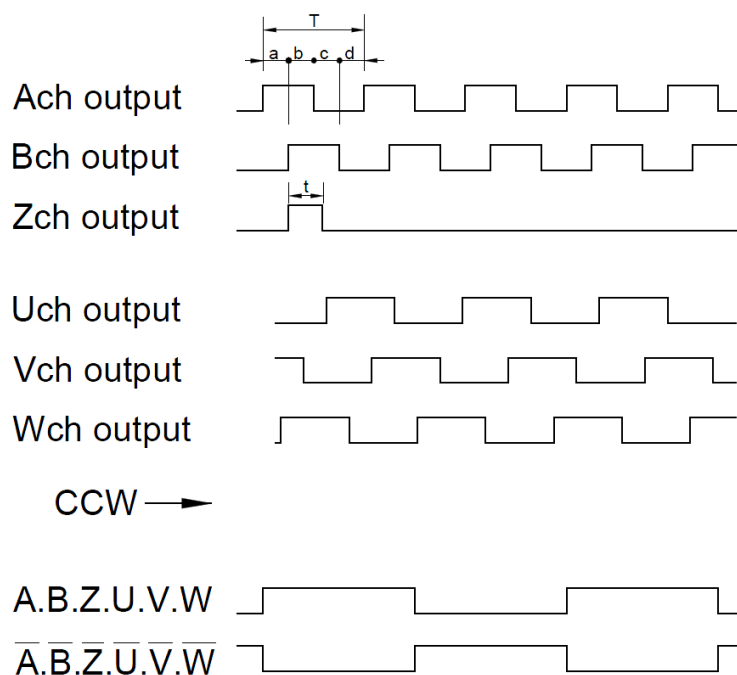 T
a b c d
Ach output
Bch output
t
Zch output
Uch output
Vch output
Wch output
CCW
A.B.Z.U.V.W
A̅.B̅.Z̅.U̅.V̅.W̅